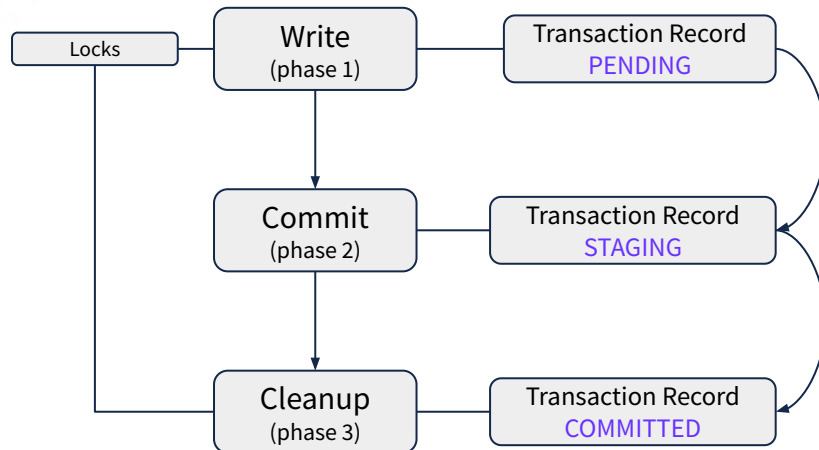 Locks
Write
(phase 1)
Transaction Record
PENDING
Commit
(phase 2)
Transaction Record
STAGING
Cleanup
(phase 3)
Transaction Record
COMMITTED